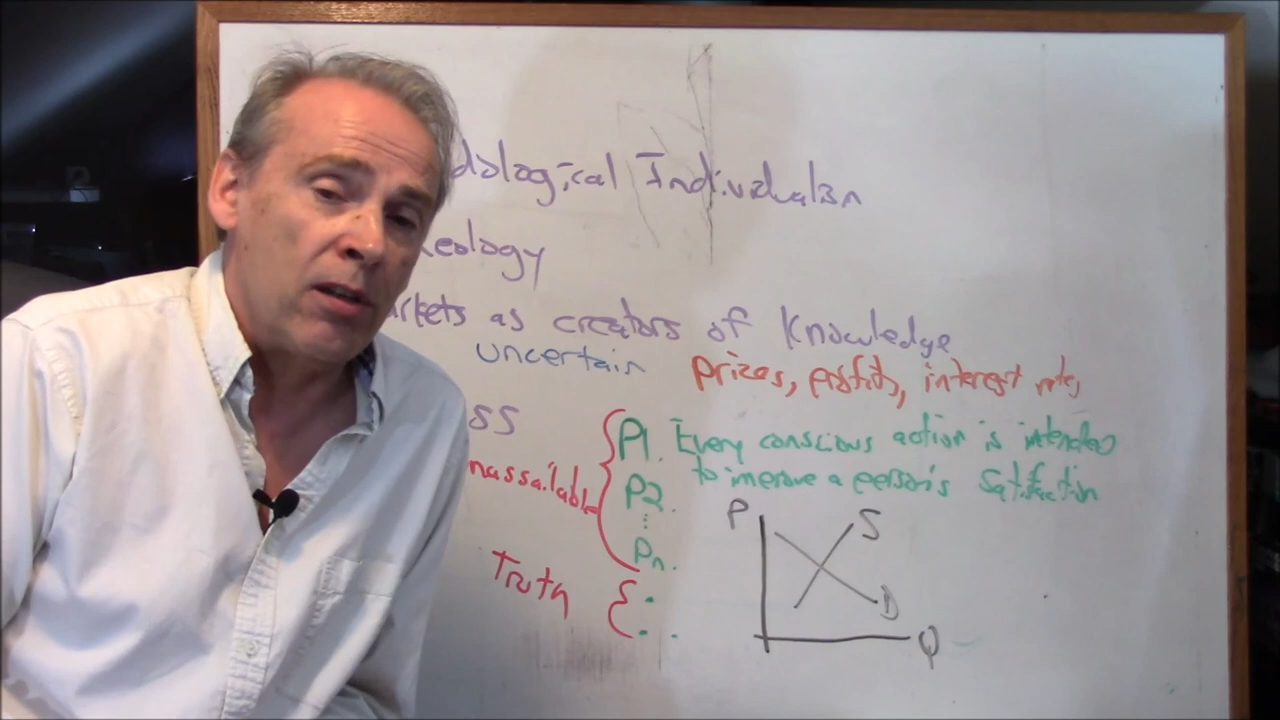 dological Individualism
eology
arkets as creators of Knowledge
uncertain prices, profits, interest rates
ss
nassailable
P1. Every conscious action is intended
to improve a person's satisfaction
P2.
Pn.
Truth
P
S
D
Q